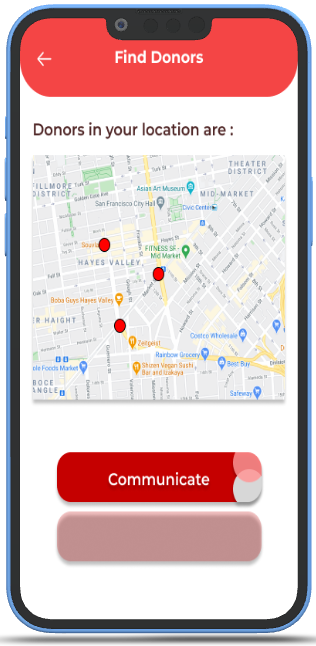 Find Donors
Donors in your location are :
THEATER
DISTRICT
FILLMORE
DISTRICT
Asian Art Museum
MID-MARKET
San Francisco City Hall
Civic Center
HAYES VALLEY
FITNESS SF -
Mid Market
Boba Guys Hayes Valley
ER HAIGHT
Zeitgeist
Costco Wholesale
Rainbow Grocery
ole Foods Market
Shizen Vegan Sushi
Bar and Izakaya
Best Buy
BOCE
ANGLE
Safeway
Communicate